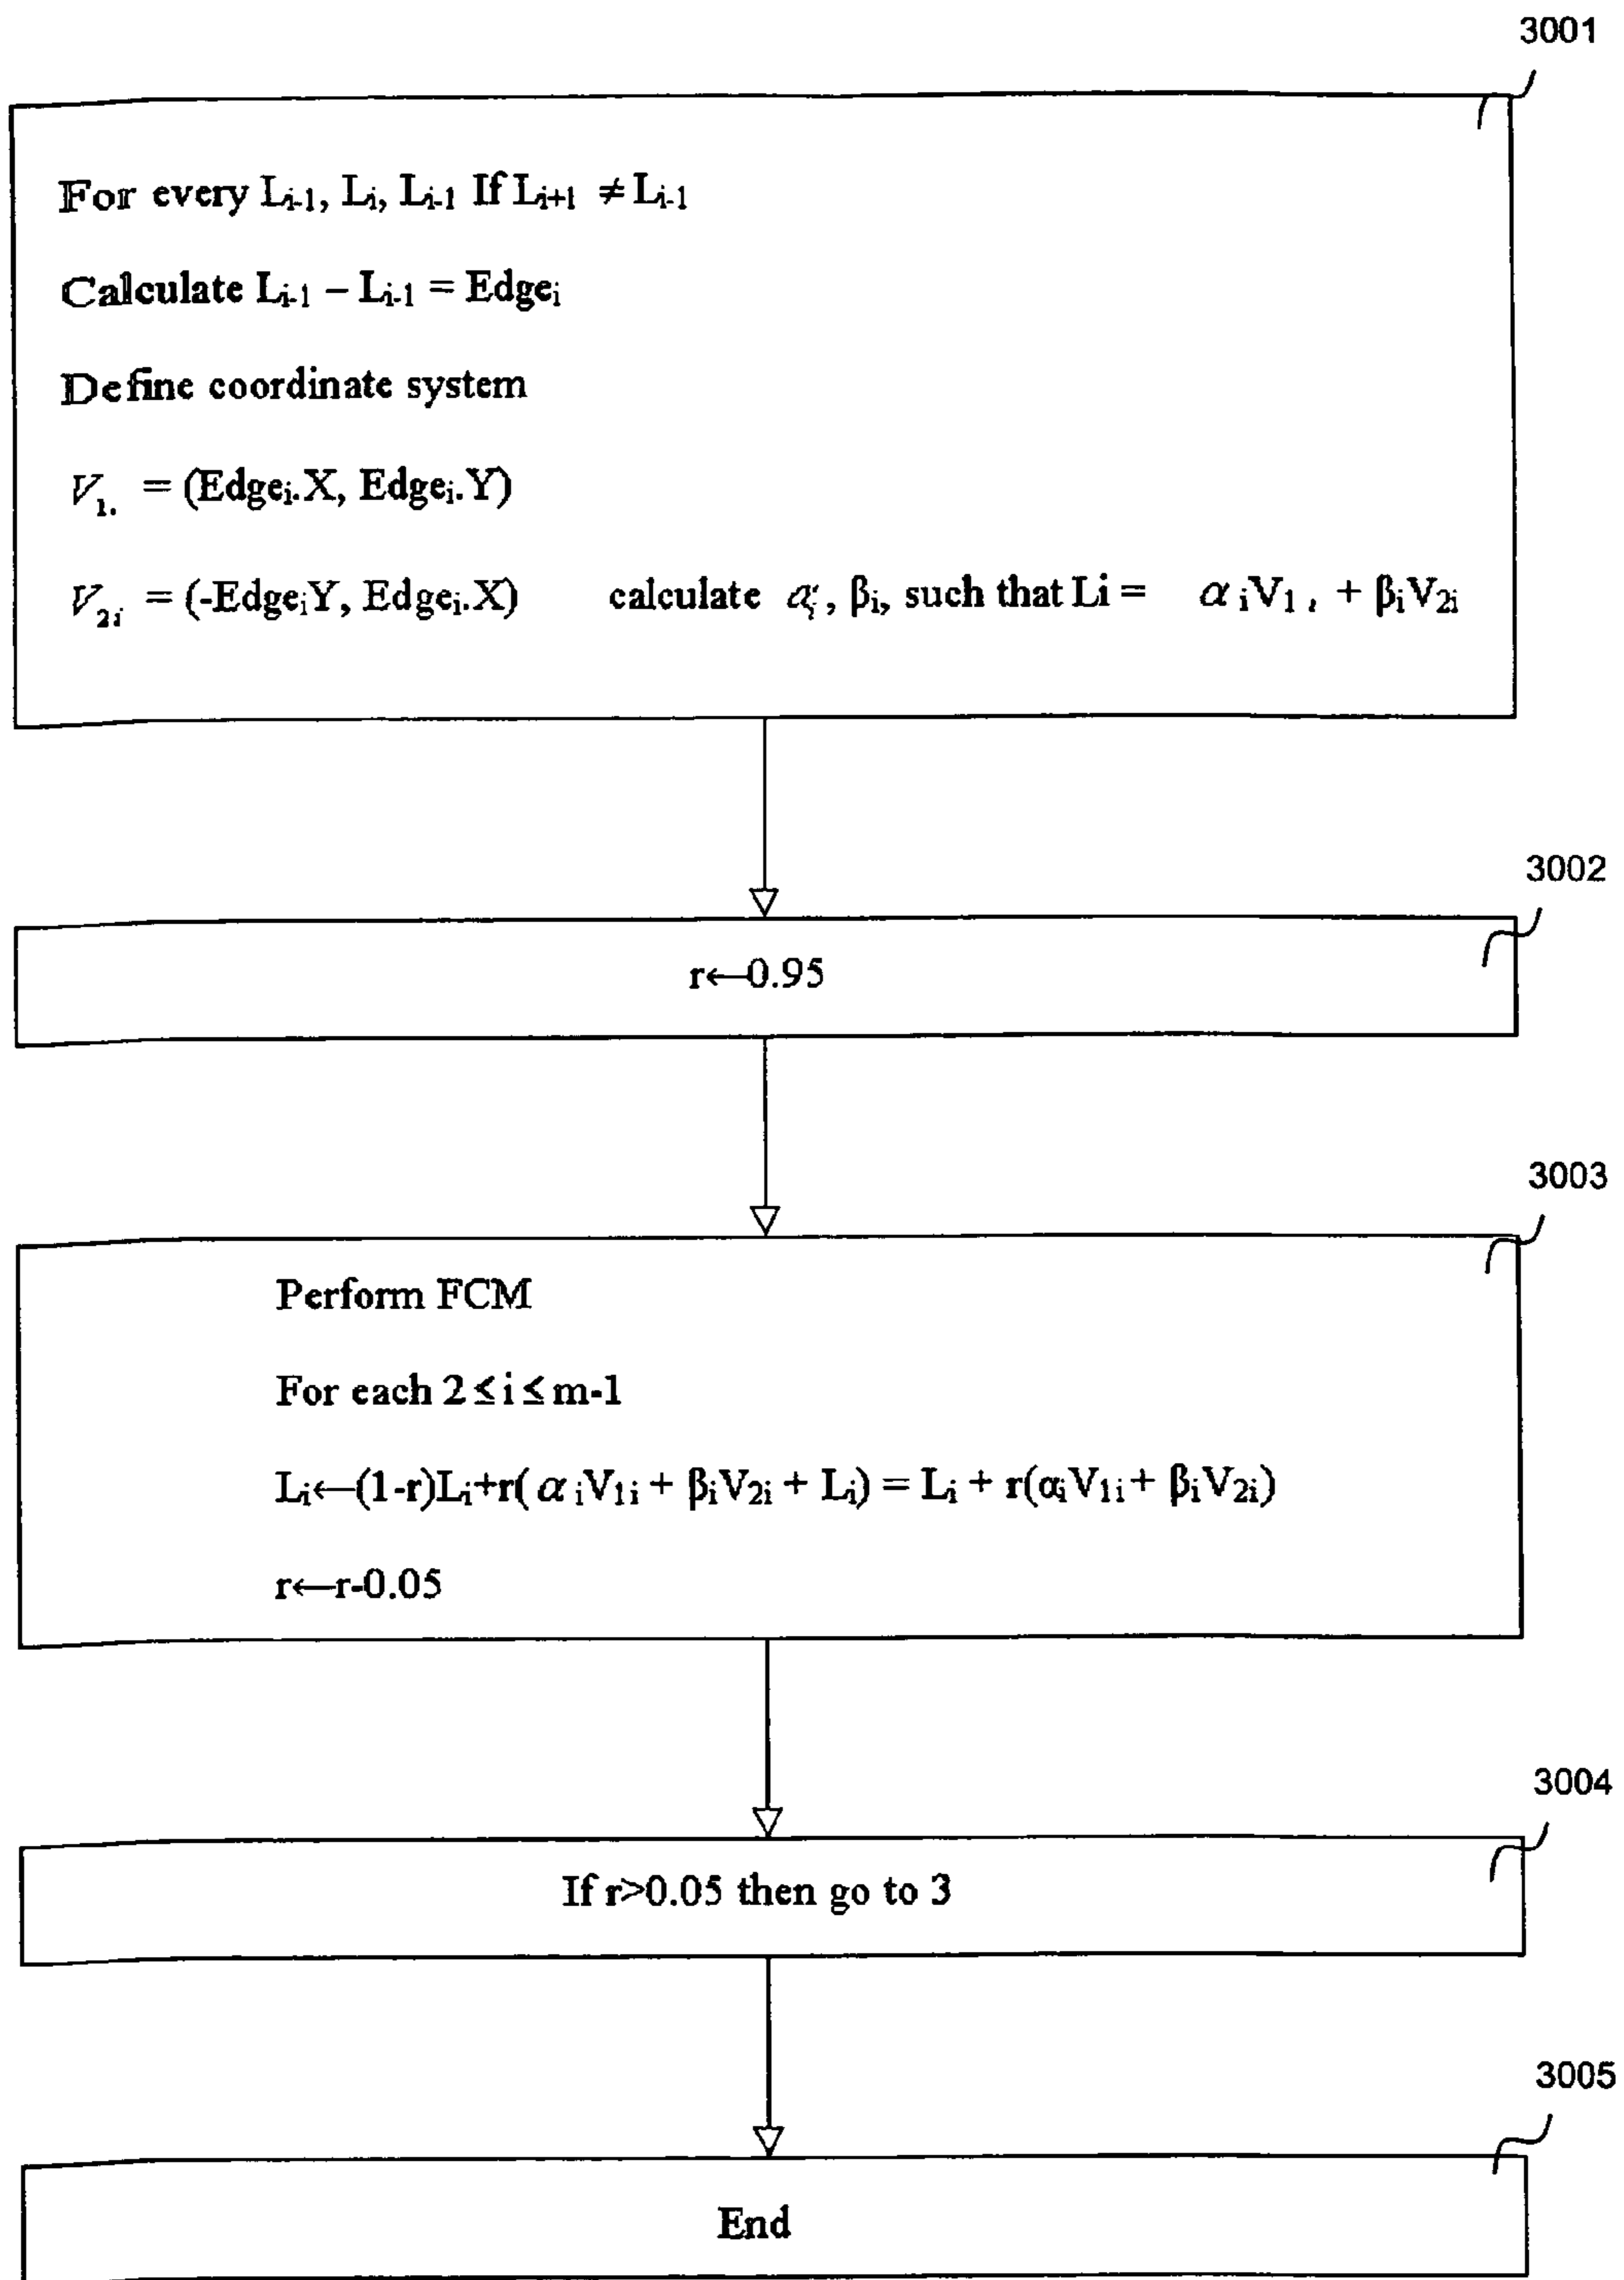 3001
For every Li-1, Li, Li-1 If Li+1 ≠ Li-1
Calculate Li-1 – Li-1 = Edgei
Define coordinate system
V1. = (Edgei.X, Edgei.Y)
V2i = (-EdgeiY, Edgei.X) calculate αi, βi, such that Li = αiV1i + βiV2i
3002
r←0.95
3003
Perform FCM
For each 2 ≤ i ≤ m-1
Li←(1-r)Li+r( αiV1i + βiV2i + Li) = Li + r(αiV1i + βiV2i)
r←r-0.05
3004
If r>0.05 then go to 3
3005
End